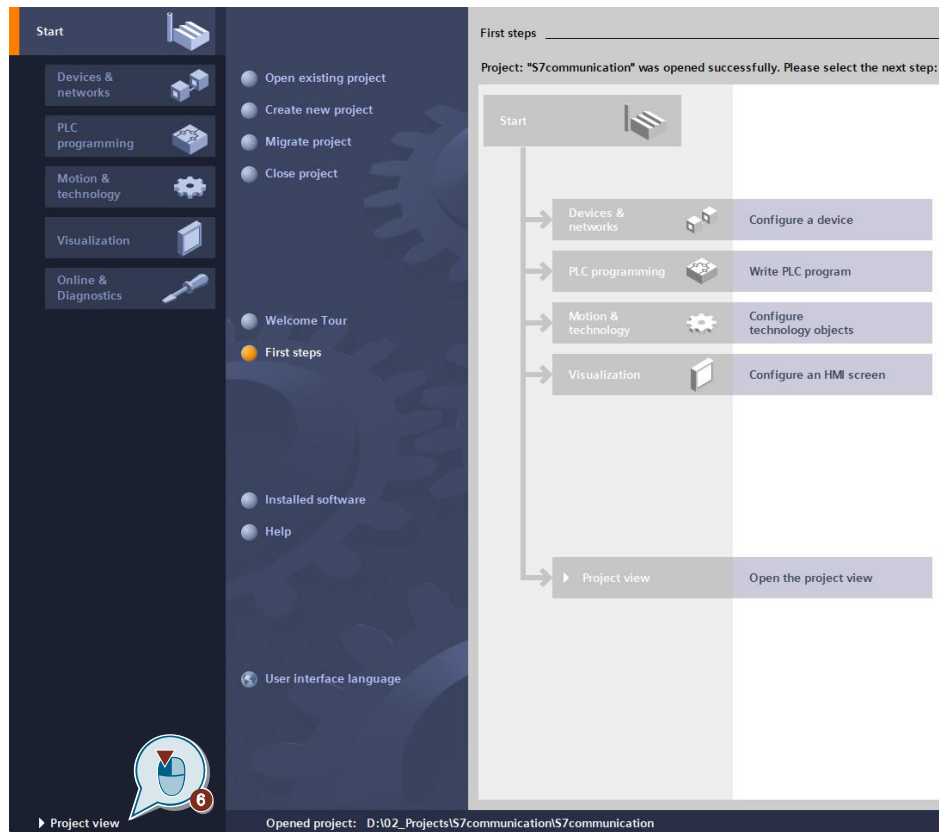 Start
Devices &
networks
PLC
programming
Motion &
technology
Visualization
Online &
Diagnostics
Open existing project
Create new project
Migrate project
Close project
Welcome Tour
First steps
Installed software
Help
User interface language
First steps
Project: "S7communication" was opened successfully. Please select the next step:
Start
Devices &
networks
Configure a device
PLC programming
Write PLC program
Motion &
technology
Configure
technology objects
Visualization
Configure an HMI screen
Project view
Open the project view
6
Project view
Opened project: D:\02_Projects\S7communication\S7communication